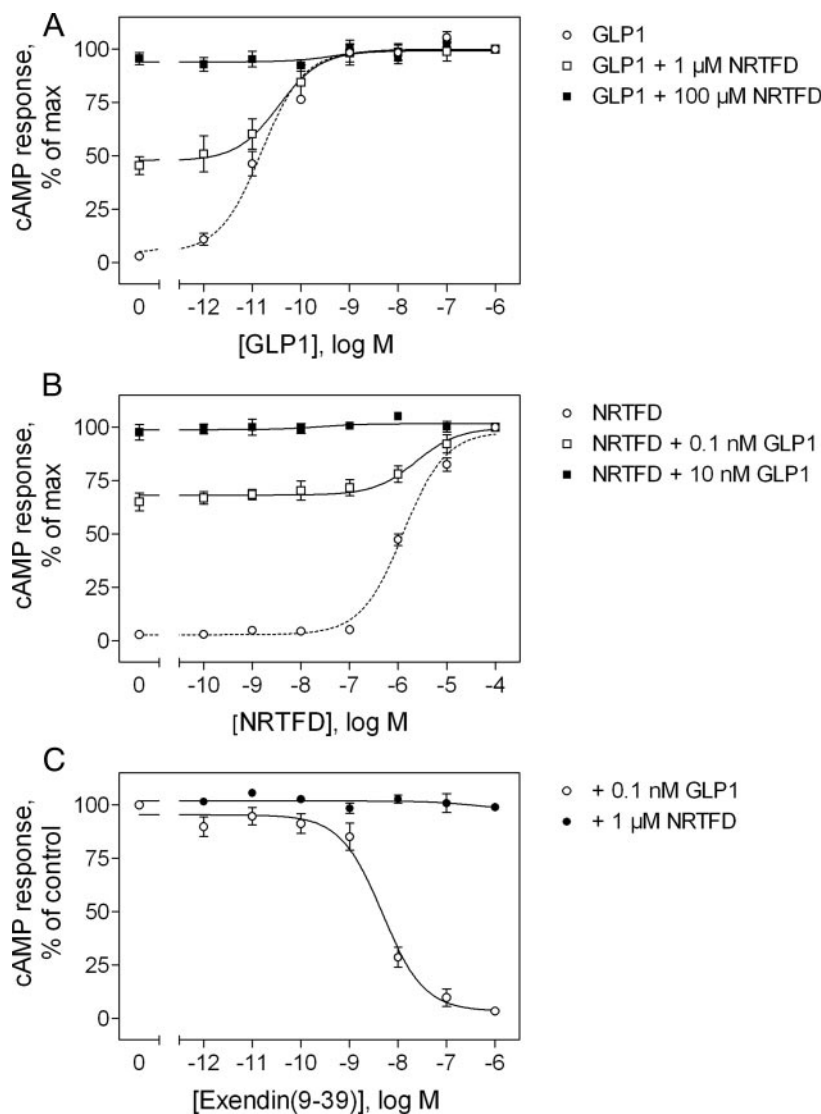 A
cAMP response,
% of max
100
75
50
25
0
0 -12 -11 -10 -9 -8 -7 -6
[GLP1], log M
GLP1
GLP1 + 1 µM NRTFD
GLP1 + 100 µM NRTFD
B
cAMP response,
% of max
100
75
50
25
0
0 -10 -9 -8 -7 -6 -5 -4
[NRTFD], log M
NRTFD
NRTFD + 0.1 nM GLP1
NRTFD + 10 nM GLP1
C
cAMP response,
% of control
100
75
50
25
0
0 -12 -11 -10 -9 -8 -7 -6
[Exendin(9-39)], log M
+ 0.1 nM GLP1
+ 1 µM NRTFD